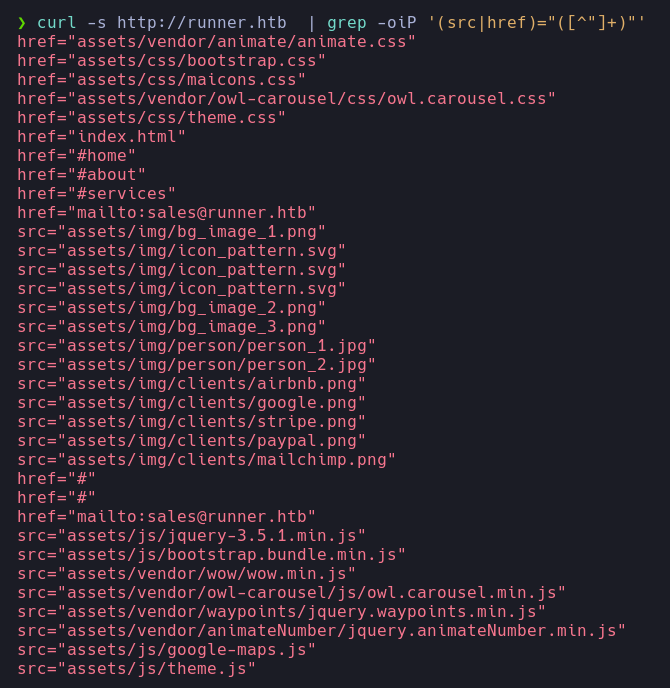 ❯ curl -s http://runner.htb  | grep -oiP '(src|href)="([^"]+)"'
href="assets/vendor/animate/animate.css"
href="assets/css/bootstrap.css"
href="assets/css/maicons.css"
href="assets/vendor/owl-carousel/css/owl.carousel.css"
href="assets/css/theme.css"
href="index.html"
href="#home"
href="#about"
href="#services"
href="mailto:sales@runner.htb"
src="assets/img/bg_image_1.png"
src="assets/img/icon_pattern.svg"
src="assets/img/icon_pattern.svg"
src="assets/img/icon_pattern.svg"
src="assets/img/bg_image_2.png"
src="assets/img/bg_image_3.png"
src="assets/img/person/person_1.jpg"
src="assets/img/person/person_2.jpg"
src="assets/img/clients/airbnb.png"
src="assets/img/clients/google.png"
src="assets/img/clients/stripe.png"
src="assets/img/clients/paypal.png"
src="assets/img/clients/mailchimp.png"
href="#"
href="#"
href="mailto:sales@runner.htb"
src="assets/js/jquery-3.5.1.min.js"
src="assets/js/bootstrap.bundle.min.js"
src="assets/vendor/wow/wow.min.js"
src="assets/vendor/owl-carousel/js/owl.carousel.min.js"
src="assets/vendor/waypoints/jquery.waypoints.min.js"
src="assets/vendor/animateNumber/jquery.animateNumber.min.js"
src="assets/js/google-maps.js"
src="assets/js/theme.js"